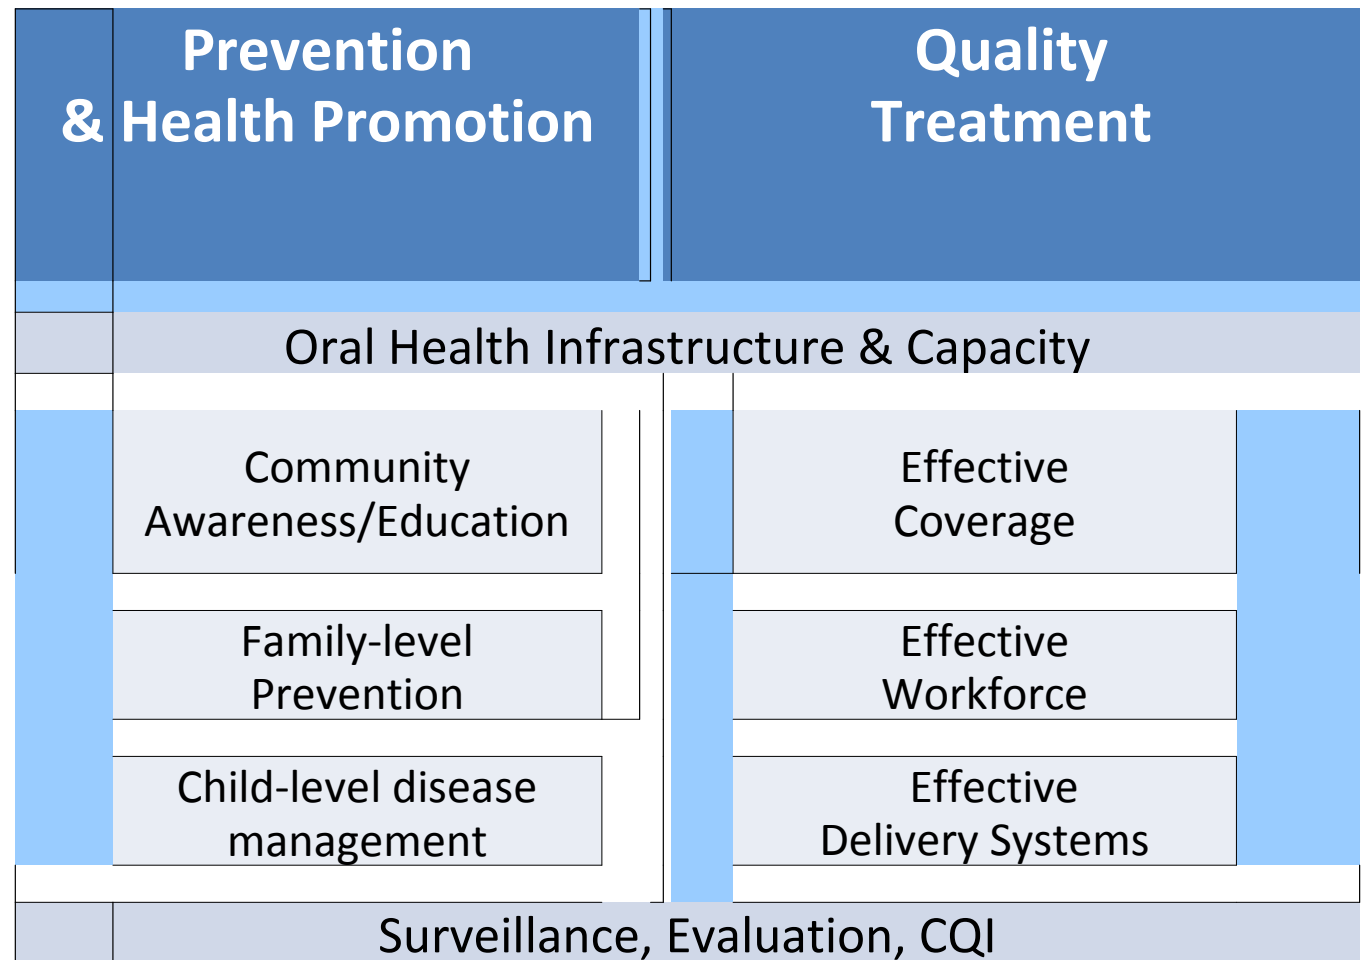 Prevention
& Health Promotion
Quality
Treatment
Oral Health Infrastructure & Capacity
Community
Awareness/Education
Effective
Coverage
Family-level
Prevention
Effective
Workforce
Child-level disease
management
Effective
Delivery Systems
Surveillance, Evaluation, CQI